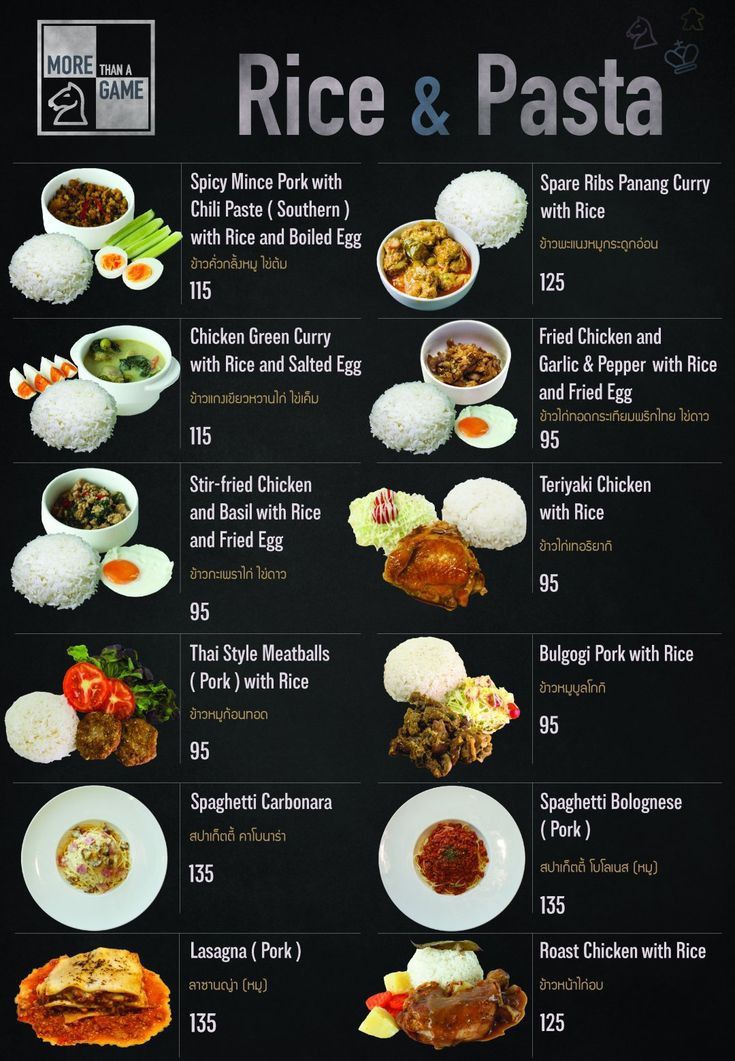 MORE THAN A
GAME
Rice & Pasta
Spicy Mince Pork with
Chili Paste ( Southern )
with Rice and Boiled Egg
ข้าวคั่วกลิ้งหมู ไข่ต้ม
115
Spare Ribs Panang Curry
with Rice
ข้าวพะแนงหมูกระดูกอ่อน
125
Chicken Green Curry
with Rice and Salted Egg
ข้าวแกงเขียวหวานไก่ ไข่เค็ม
115
Fried Chicken and
Garlic & Pepper with Rice
and Fried Egg
ข้าวไก่ทอดกระเทียมพริกไทย ไข่ดาว
95
Stir-fried Chicken
and Basil with Rice
and Fried Egg
ข้าวกะเพราไก่ ไข่ดาว
95
Teriyaki Chicken
with Rice
ข้าวไก่เทอริยากิ
95
Thai Style Meatballs
( Pork ) with Rice
ข้าวหมูก้อนทอด
95
Bulgogi Pork with Rice
ข้าวหมูบูลโกกิ
95
Spaghetti Carbonara
สปาเก็ตตี้ คาโบนาร่า
135
Spaghetti Bolognese
( Pork )
สปาเก็ตตี้ โบโลเนส (หมู)
135
Lasagna ( Pork )
ลาซานญ่า (หมู)
135
Roast Chicken with Rice
ข้าวหน้าไก่อบ
125